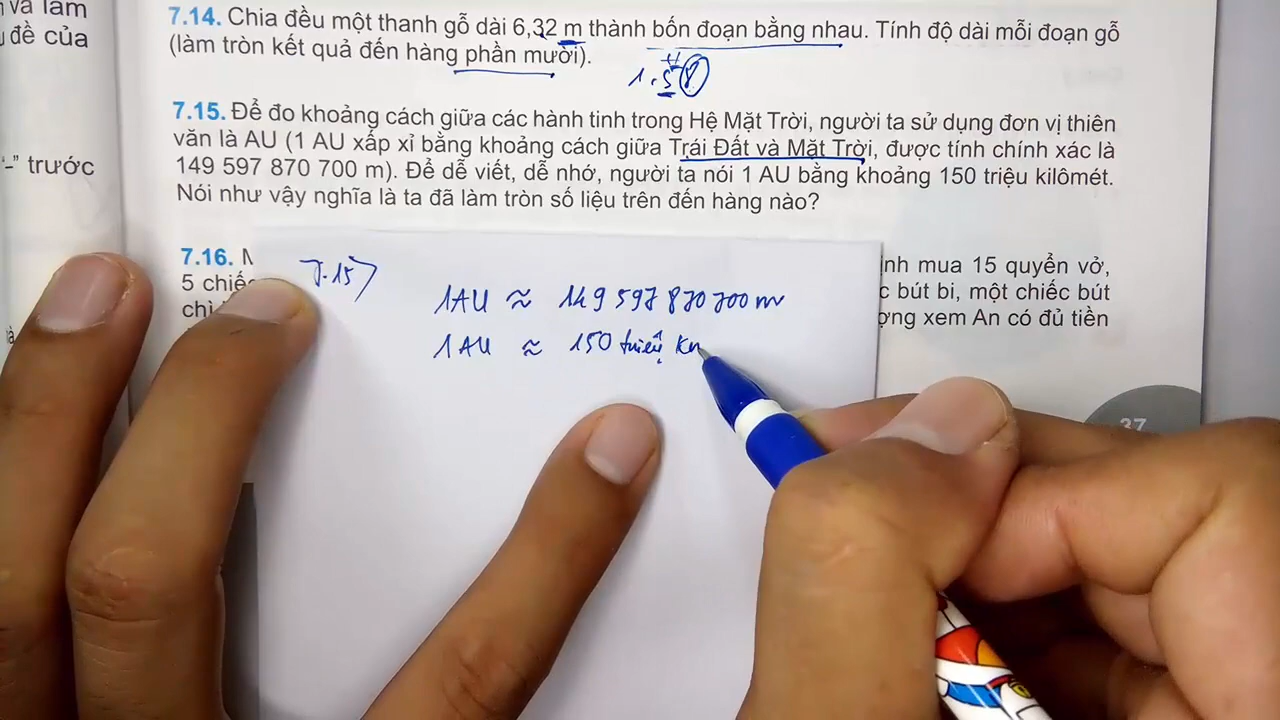 và làm
đề của
"-" trước
7.14. Chia đều một thanh gỗ dài 6,32 m thành bốn đoạn bằng nhau. Tính độ dài mỗi đoạn gỗ
(làm tròn kết quả đến hàng phần mười).
1.58
7.15. Để đo khoảng cách giữa các hành tinh trong Hệ Mặt Trời, người ta sử dụng đơn vị thiên
văn là AU (1 AU xấp xỉ bằng khoảng cách giữa Trái Đất và Mặt Trời, được tính chính xác là
149 597 870 700 m). Để dễ viết, dễ nhớ, người ta nói 1 AU bằng khoảng 150 triệu kilômét.
Nói như vậy nghĩa là ta đã làm tròn số liệu trên đến hàng nào?
7.16. nh mua 15 quyển vở,
5 chiếc bút bi, một chiếc bút
chì ợng xem An có đủ tiền
7.15)
1AU ≈ 149 597 870 700 m
1AU ≈ 150 triệu Km
37